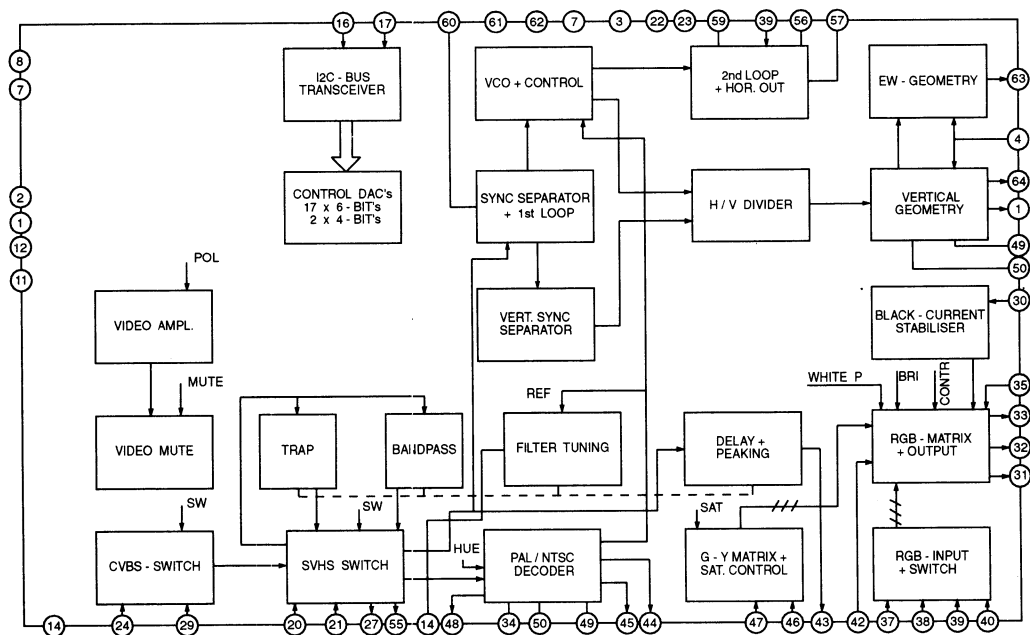 16 17 60 61 62 7 3 22 23 59 39 56 57
8
7
I2C - BUS
TRANSCEIVER
VCO + CONTROL
2nd LOOP
+ HOR. OUT
EW - GEOMETRY
63
4
CONTROL DAC's
17 x 6 - BIT's
2 x 4 - BIT's
SYNC SEPARATOR
+ 1st LOOP
H / V DIVIDER
VERTICAL
GEOMETRY
64
1
49
50
2
1
12
11
POL
VIDEO AMPL.
VERT. SYNC
SEPARATOR
BLACK - CURRENT
STABILISER
30
MUTE
VIDEO MUTE
TRAP
BANDPASS
REF
FILTER TUNING
DELAY +
PEAKING
WHITE P
BRI
CONTR
RGB - MATRIX
+ OUTPUT
35
33
32
31
SW
CVBS - SWITCH
SW
SVHS SWITCH
HUE
PAL / NTSC
DECODER
SAT
G - Y MATRIX +
SAT. CONTROL
RGB - INPUT
+ SWITCH
14 24 29 20 21 27 55 14 48 34 50 49 45 44 47 46 43 42 37 38 39 40